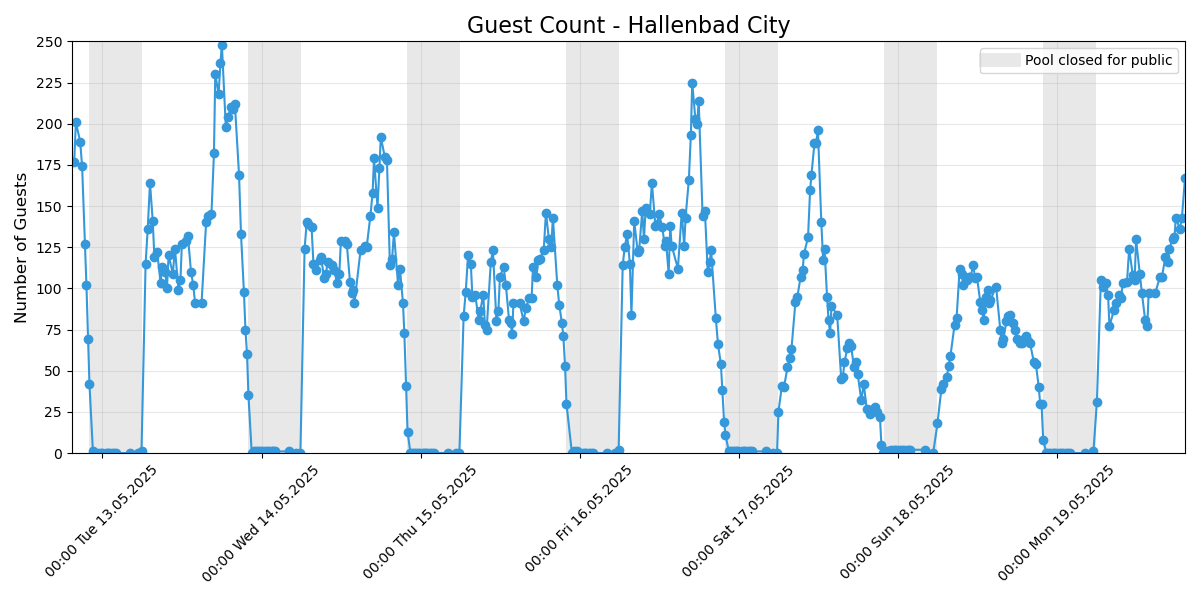 Guest Count - Hallenbad City
Pool closed for public
Number of Guests
250
225
200
175
150
125
100
75
50
25
0
00:00 Tue 13.05.2025
00:00 Wed 14.05.2025
00:00 Thu 15.05.2025
00:00 Fri 16.05.2025
00:00 Sat 17.05.2025
00:00 Sun 18.05.2025
00:00 Mon 19.05.2025